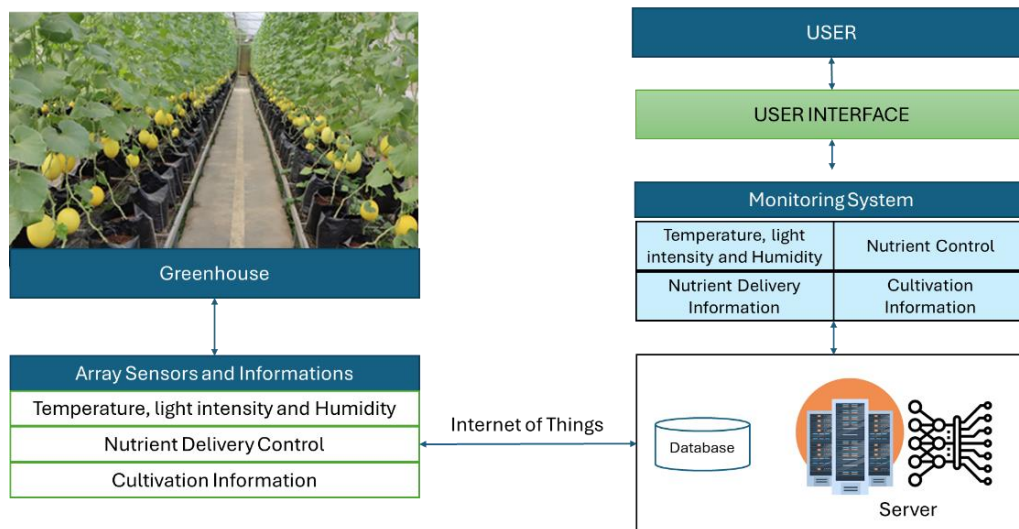 Greenhouse
Array Sensors and Informations
Temperature, light intensity and Humidity
Nutrient Delivery Control
Cultivation Information
Internet of Things
USER
USER INTERFACE
Monitoring System
Temperature, light
intensity and Humidity
Nutrient Control
Nutrient Delivery
Information
Cultivation
Information
Database
Server